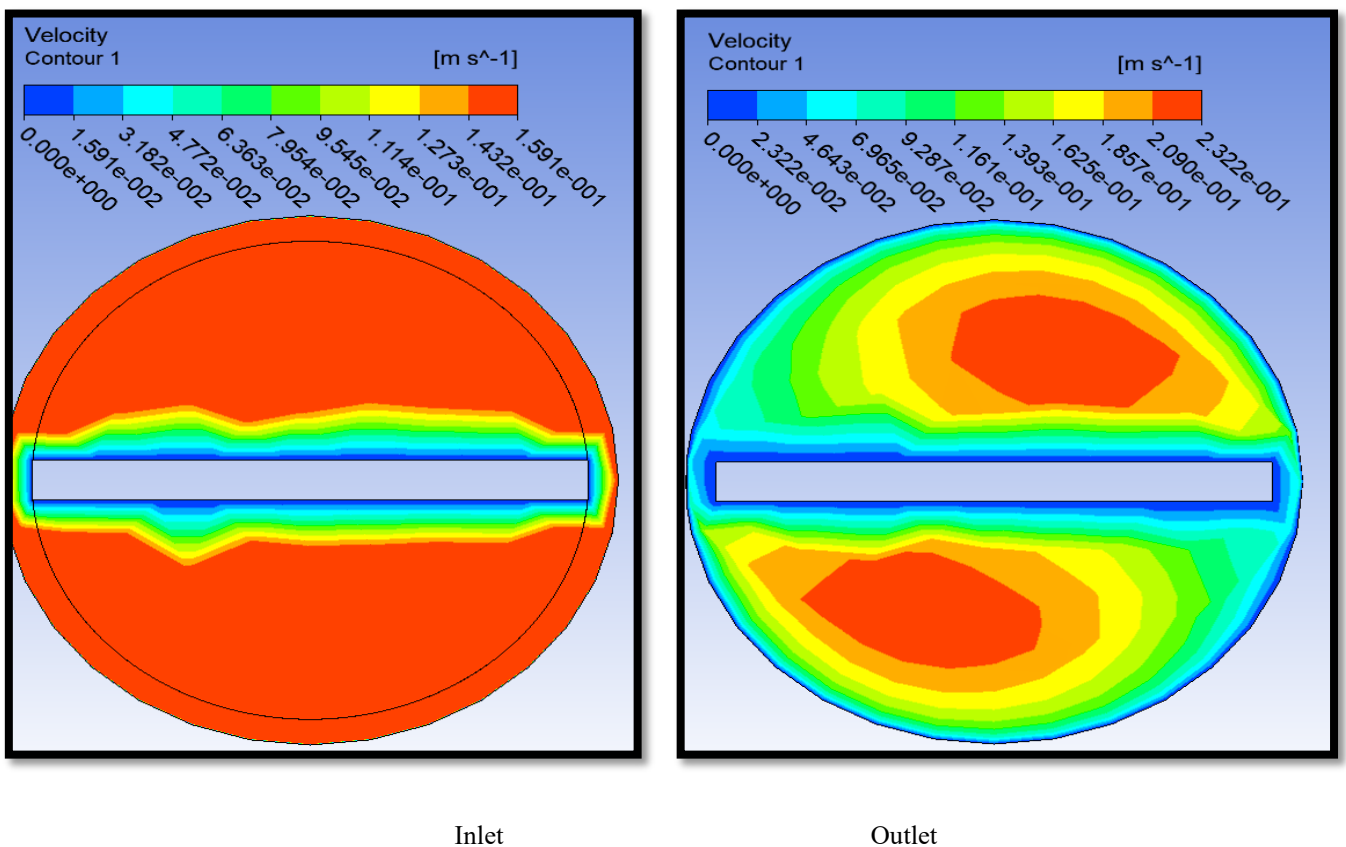 Velocity
Contour 1
[m s^-1]
0.000e+000
1.591e-002
3.182e-002
4.772e-002
6.363e-002
7.954e-002
9.545e-002
1.114e-001
1.273e-001
1.432e-001
1.591e-001
Velocity
Contour 1
[m s^-1]
0.000e+000
2.322e-002
4.643e-002
6.965e-002
9.287e-002
1.161e-001
1.393e-001
1.625e-001
1.857e-001
2.090e-001
2.322e-001
Inlet
Outlet